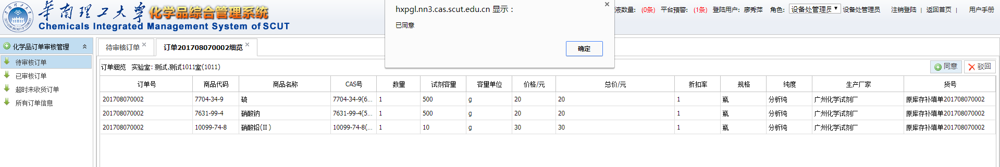 华南理工大学 化学品综合管理系统
Chemicals Integrated Management System of SCUT
hxpgl.nn3.cas.scut.edu.cn 显示：
已同意
确定
液数量： (0条) 平台预警： (1条) 登陆用户： 廖秀萍 角色： 设备处管理员 设备处管理员 注销登陆 | 返回首页 | 用户手册
化学品订单审核管理
待审核订单
已审核订单
超时未收货订单
所有订单信息
待审核订单 订单201708070002细览
订单细览 实验室: 测试,测试1011室(1011) 同意 驳回
订单号 商品代码 商品名称 CAS号 数量 试剂容量 容量单位 价格/元 总价/元 折扣率 规格 纯度 生产厂家 货号
201708070002 7704-34-9 硫 7704-34-9(6... 1 500 g 20 20 1 瓶 分析纯 广州化学试剂厂 原库存补填单201708070002
201708070002 7631-99-4 硝酸钠 7631-99-4(5... 1 500 g 20 20 1 瓶 分析纯 广州化学试剂厂 原库存补填单201708070002
201708070002 10099-74-8 硝酸铅(Ⅱ) 10099-74-8(... 1 10 g 30 30 1 瓶 分析纯 广州化学试剂厂 原库存补填单201708070002